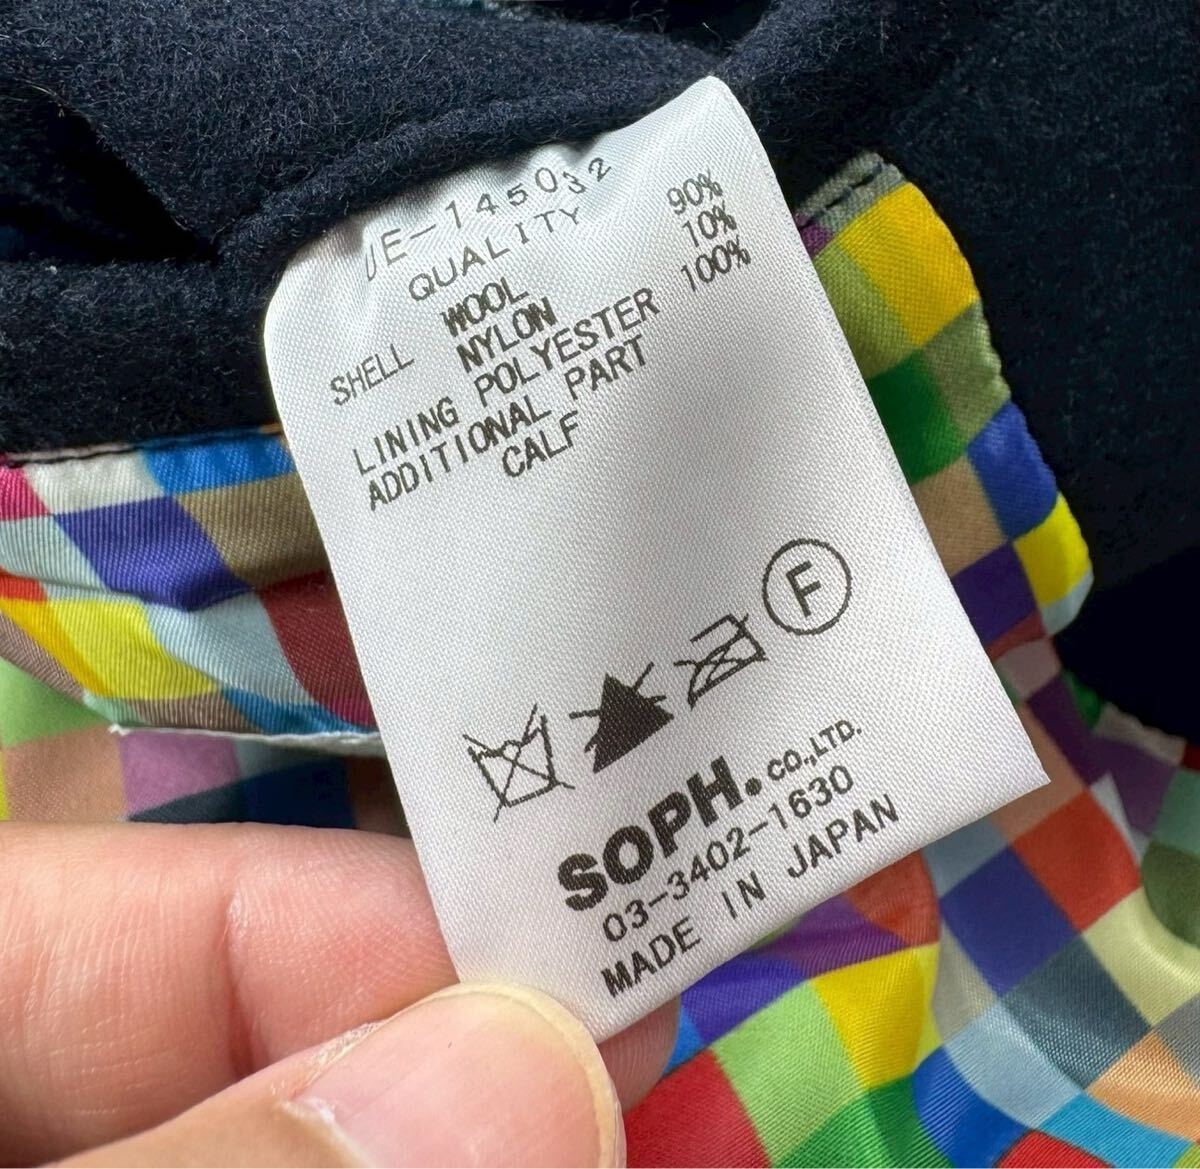 UE-145032
QUALITY
SHELL WOOL 90%
NYLON 10%
LINING POLYESTER 100%
ADDITIONAL PART
CALF
F
SOPH. CO.,LTD.
03-3402-1630
MADE IN JAPAN